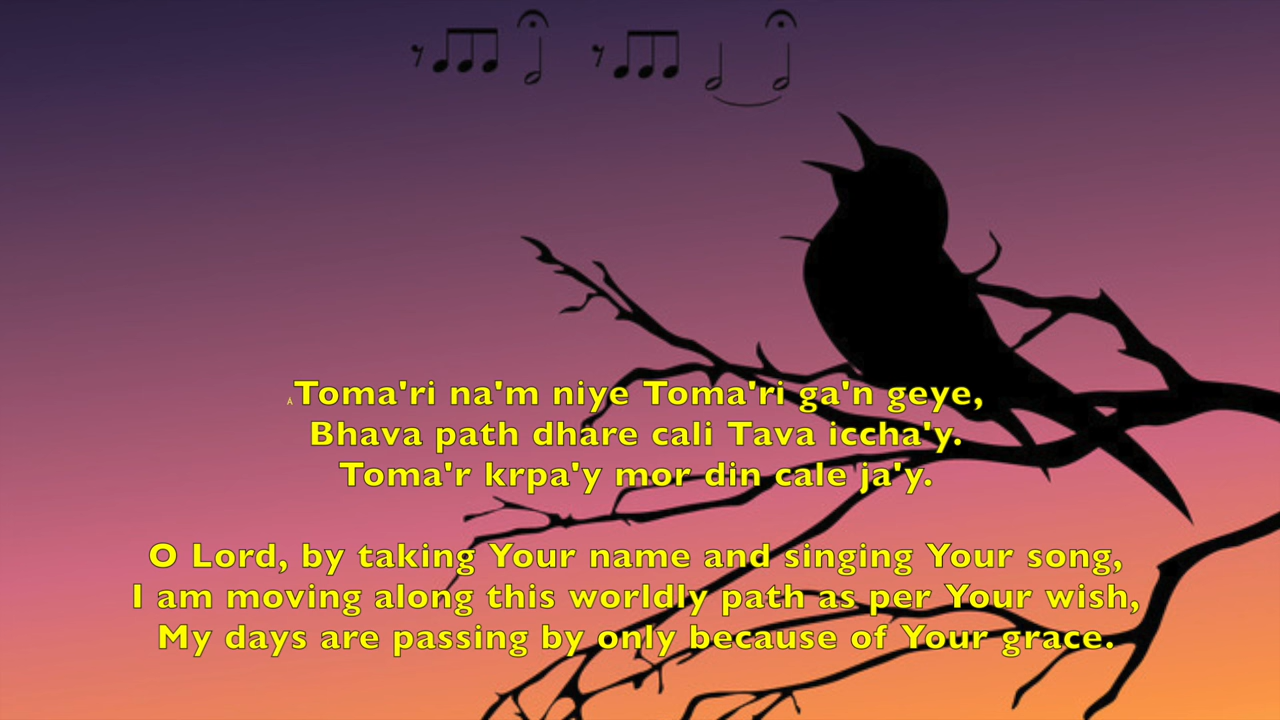 AToma'ri na'm niye Toma'ri ga'n geye,
Bhava path dhare cali Tava iccha'y.
Toma'r krpa'y mor din cale ja'y.
O Lord, by taking Your name and singing Your song,
I am moving along this worldly path as per Your wish,
My days are passing by only because of Your grace.